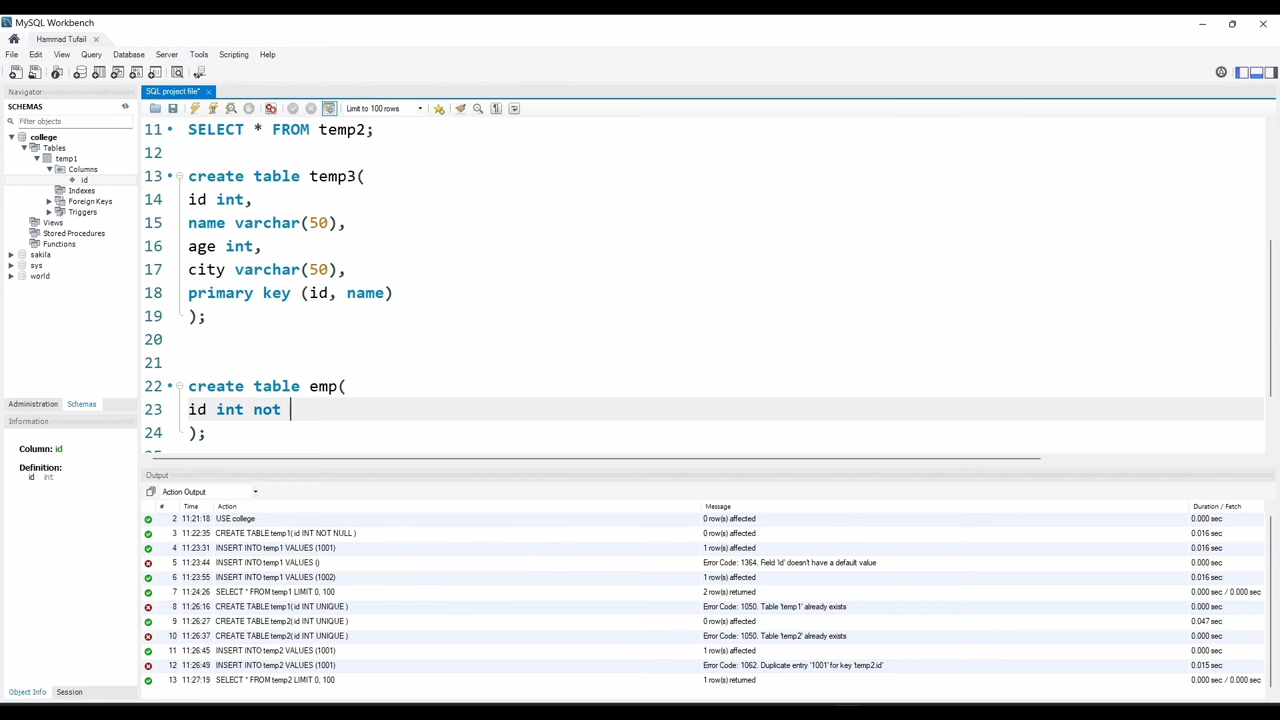 MySQL Workbench
Hammad Tufail
File Edit View Query Database Server Tools Scripting Help
Navigator
SCHEMAS
Filter objects
college
Tables
temp1
Columns
id
Indexes
Foreign Keys
Triggers
Views
Stored Procedures
Functions
sakila
sys
world
Administration Schemas
Information
Column: id
Definition:
id int
Object Info Session
SQL project file*
Limit to 100 rows
11 SELECT * FROM temp2;
12
13 create table temp3(
14 id int,
15 name varchar(50),
16 age int,
17 city varchar(50),
18 primary key (id, name)
19 );
20
21
22 create table emp(
23 id int not
24 );
Output
Action Output
# Time Action Message Duration / Fetch
2 11:21:18 USE college 0 row(s) affected 0.000 sec
3 11:22:35 CREATE TABLE temp1( id INT NOT NULL ) 0 row(s) affected 0.016 sec
4 11:23:31 INSERT INTO temp1 VALUES (1001) 1 row(s) affected 0.016 sec
5 11:23:44 INSERT INTO temp1 VALUES () Error Code: 1364. Field 'id' doesn't have a default value 0.000 sec
6 11:23:55 INSERT INTO temp1 VALUES (1002) 1 row(s) affected 0.016 sec
7 11:24:26 SELECT * FROM temp1 LIMIT 0, 100 2 row(s) returned 0.000 sec / 0.000 sec
8 11:26:16 CREATE TABLE temp1( id INT UNIQUE ) Error Code: 1050. Table 'temp1' already exists 0.000 sec
9 11:26:27 CREATE TABLE temp2( id INT UNIQUE ) 0 row(s) affected 0.047 sec
10 11:26:37 CREATE TABLE temp2( id INT UNIQUE ) Error Code: 1050. Table 'temp2' already exists 0.000 sec
11 11:26:45 INSERT INTO temp2 VALUES (1001) 1 row(s) affected 0.000 sec
12 11:26:49 INSERT INTO temp2 VALUES (1001) Error Code: 1062. Duplicate entry '1001' for key 'temp2.id' 0.015 sec
13 11:27:19 SELECT * FROM temp2 LIMIT 0, 100 1 row(s) returned 0.000 sec / 0.000 sec